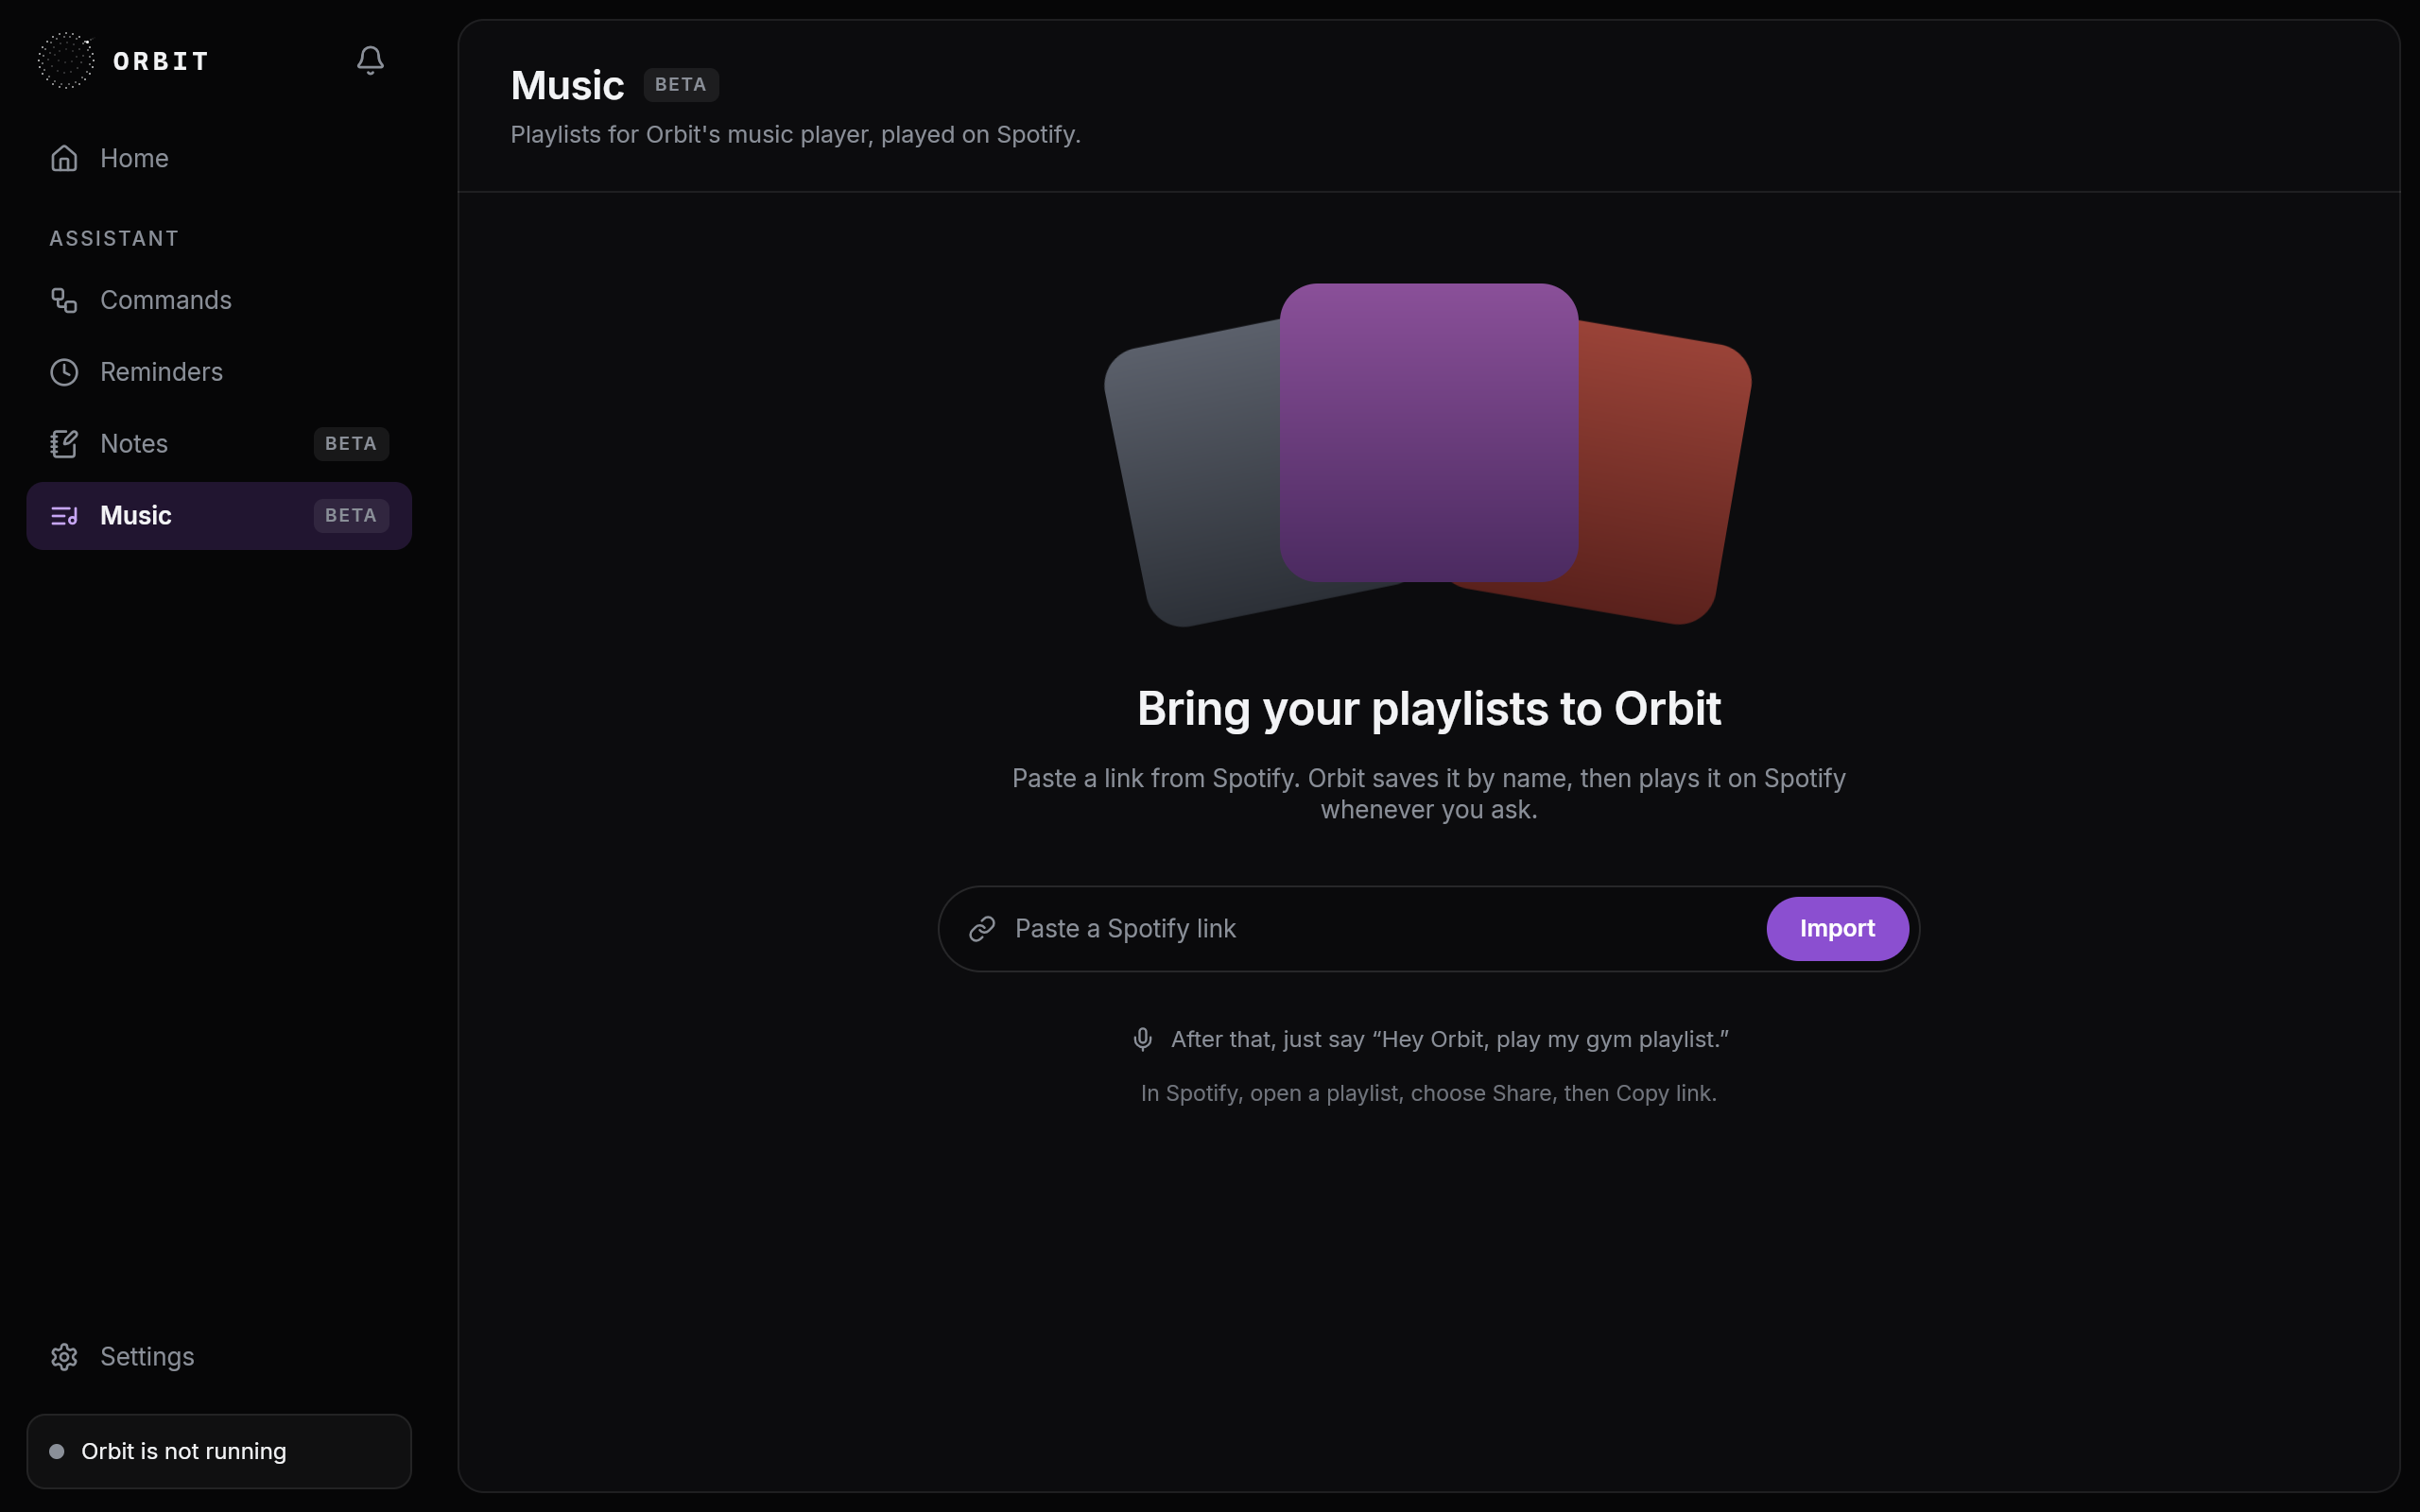 ORBIT
Home
ASSISTANT
Commands
Reminders
Notes BETA
Music BETA
Settings
Orbit is not running
Music BETA
Playlists for Orbit's music player, played on Spotify.
Bring your playlists to Orbit
Paste a link from Spotify. Orbit saves it by name, then plays it on Spotify
whenever you ask.
Paste a Spotify link
Import
After that, just say “Hey Orbit, play my gym playlist.”
In Spotify, open a playlist, choose Share, then Copy link.